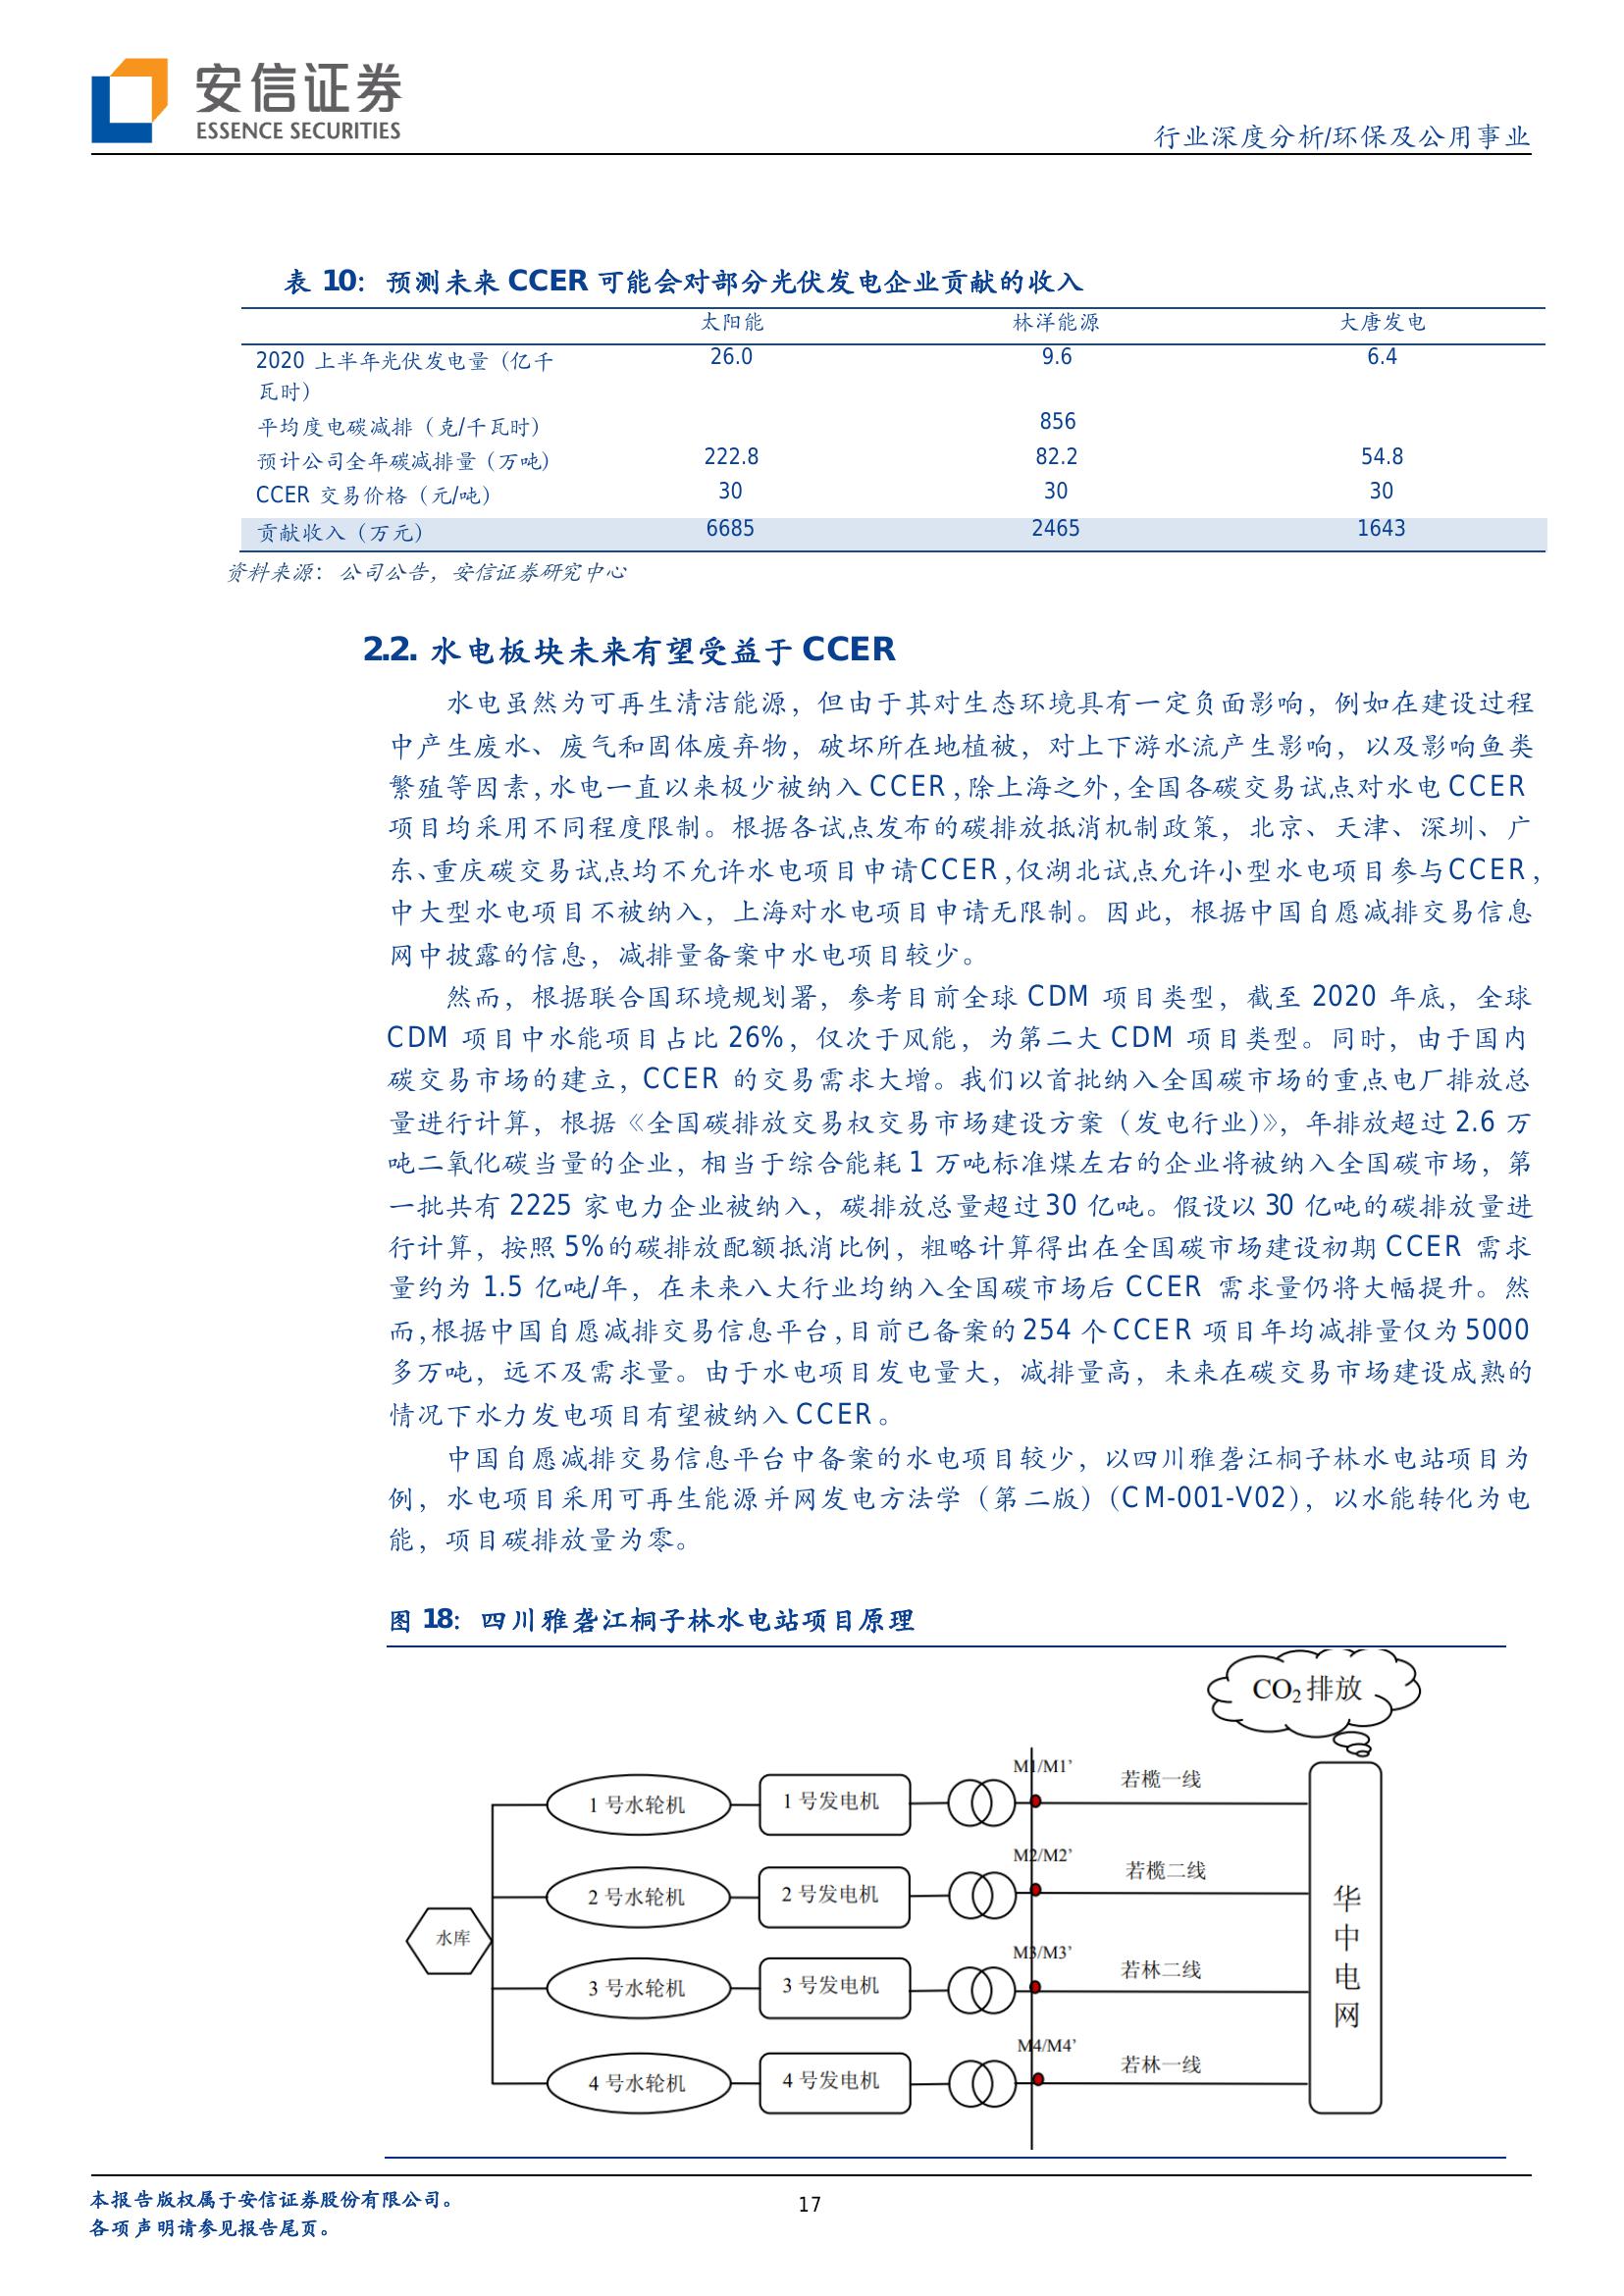 安信证券
ESSENCE SECURITIES
行业深度分析/环保及公用事业
表 10：预测未来 CCER 可能会对部分光伏发电企业贡献的收入
太阳能 林洋能源 大唐发电
2020 上半年光伏发电量（亿千瓦时） 26.0 9.6 6.4
平均度电碳减排（克/千瓦时） 856
预计公司全年碳减排量（万吨） 222.8 82.2 54.8
CCER 交易价格（元/吨） 30 30 30
贡献收入（万元） 6685 2465 1643
资料来源：公司公告，安信证券研究中心
2.2. 水电板块未来有望受益于 CCER
水电虽然为可再生清洁能源，但由于其对生态环境具有一定负面影响，例如在建设过程
中产生废水、废气和固体废弃物，破坏所在地植被，对上下游水流产生影响，以及影响鱼类
繁殖等因素，水电一直以来极少被纳入 CCER，除上海之外，全国各碳交易试点对水电 CCER
项目均采用不同程度限制。根据各试点发布的碳排放抵消机制政策，北京、天津、深圳、广
东、重庆碳交易试点均不允许水电项目申请 CCER，仅湖北试点允许小型水电项目参与 CCER，
中大型水电项目不被纳入，上海对水电项目申请无限制。因此，根据中国自愿减排交易信息
网中披露的信息，减排量备案中水电项目较少。
然而，根据联合国环境规划署，参考目前全球 CDM 项目类型，截至 2020 年底，全球
CDM 项目中水能项目占比 26%，仅次于风能，为第二大 CDM 项目类型。同时，由于国内
碳交易市场的建立，CCER 的交易需求大增。我们以首批纳入全国碳市场的重点电厂排放总
量进行计算，根据《全国碳排放交易权交易市场建设方案（发电行业）》，年排放超过 2.6 万
吨二氧化碳当量的企业，相当于综合能耗 1 万吨标准煤左右的企业将被纳入全国碳市场，第
一批共有 2225 家电力企业被纳入，碳排放总量超过 30 亿吨。假设以 30 亿吨的碳排放量进
行计算，按照 5%的碳排放配额抵消比例，粗略计算得出在全国碳市场建设初期 CCER 需求
量约为 1.5 亿吨/年，在未来八大行业均纳入全国碳市场后 CCER 需求量仍将大幅提升。然
而，根据中国自愿减排交易信息平台，目前已备案的 254 个 CCER 项目年均减排量仅为 5000
多万吨，远不及需求量。由于水电项目发电量大，减排量高，未来在碳交易市场建设成熟的
情况下水力发电项目有望被纳入 CCER。
中国自愿减排交易信息平台中备案的水电项目较少，以四川雅砻江桐子林水电站项目为
例，水电项目采用可再生能源并网发电方法学（第二版）（CM-001-V02），以水能转化为电
能，项目碳排放量为零。
图 18：四川雅砻江桐子林水电站项目原理
CO₂排放
M1/M1’
1 号水轮机 1 号发电机 若榄一线
M2/M2’
2 号水轮机 2 号发电机 若榄二线
水库
M3/M3’
3 号水轮机 3 号发电机 若林二线
M4/M4’
4 号水轮机 4 号发电机 若林一线
华中电网
本报告版权属于安信证券股份有限公司。
各项声明请参见报告尾页。
17